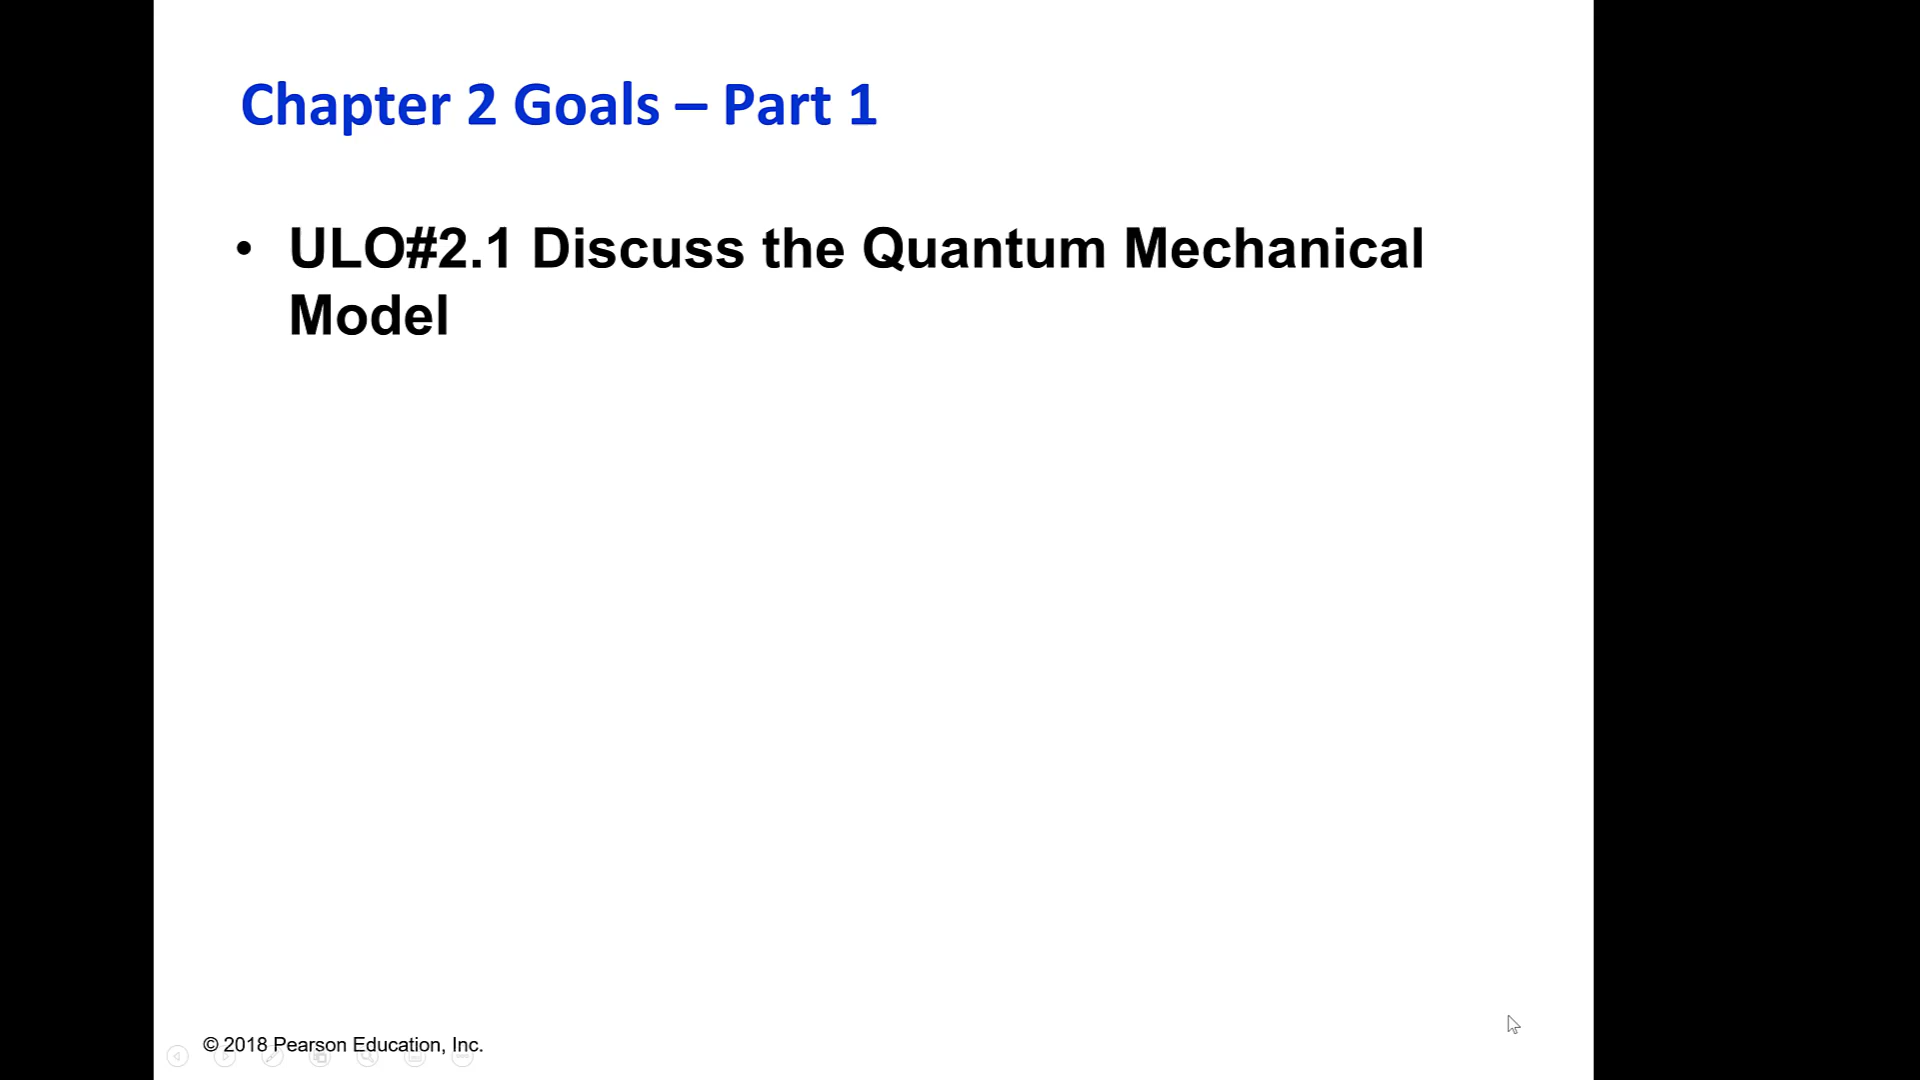 Chapter 2 Goals – Part 1
• ULO#2.1 Discuss the Quantum Mechanical
Model
© 2018 Pearson Education, Inc.